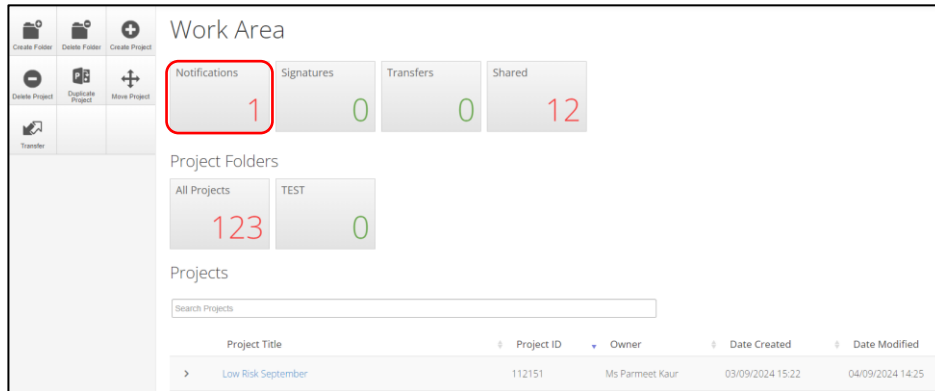 Work Area
Create Folder Delete Folder Create Project
Delete Project Duplicate Project Move Project
Transfer
Notifications Signatures Transfers Shared
1 0 0 12
Project Folders
All Projects TEST
123 0
Projects
Search Projects
Project Title Project ID Owner Date Created Date Modified
Low Risk September 112151 Ms Parmeet Kaur 03/09/2024 15:22 04/09/2024 14:25